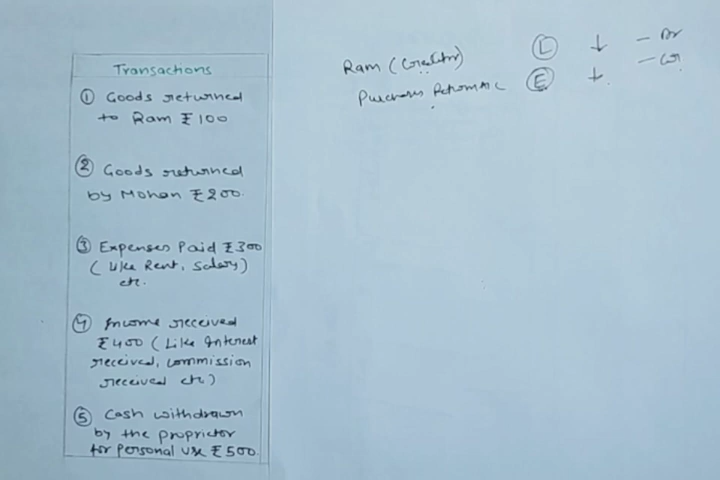 Transactions
① Goods returned
to Ram ₹100
② Goods returned
by Mohan ₹200.
③ Expenses Paid ₹300
(Like Rent, Salary)
etc.
④ Income received
₹400 (Like Interest
received, commission
received etc)
⑤ Cash withdrawn
by the proprietor
for Personal use ₹500.
Ram (Creditor) Ⓛ ↓ — Dr
Purchases Return A/c Ⓔ ↓ — Cr